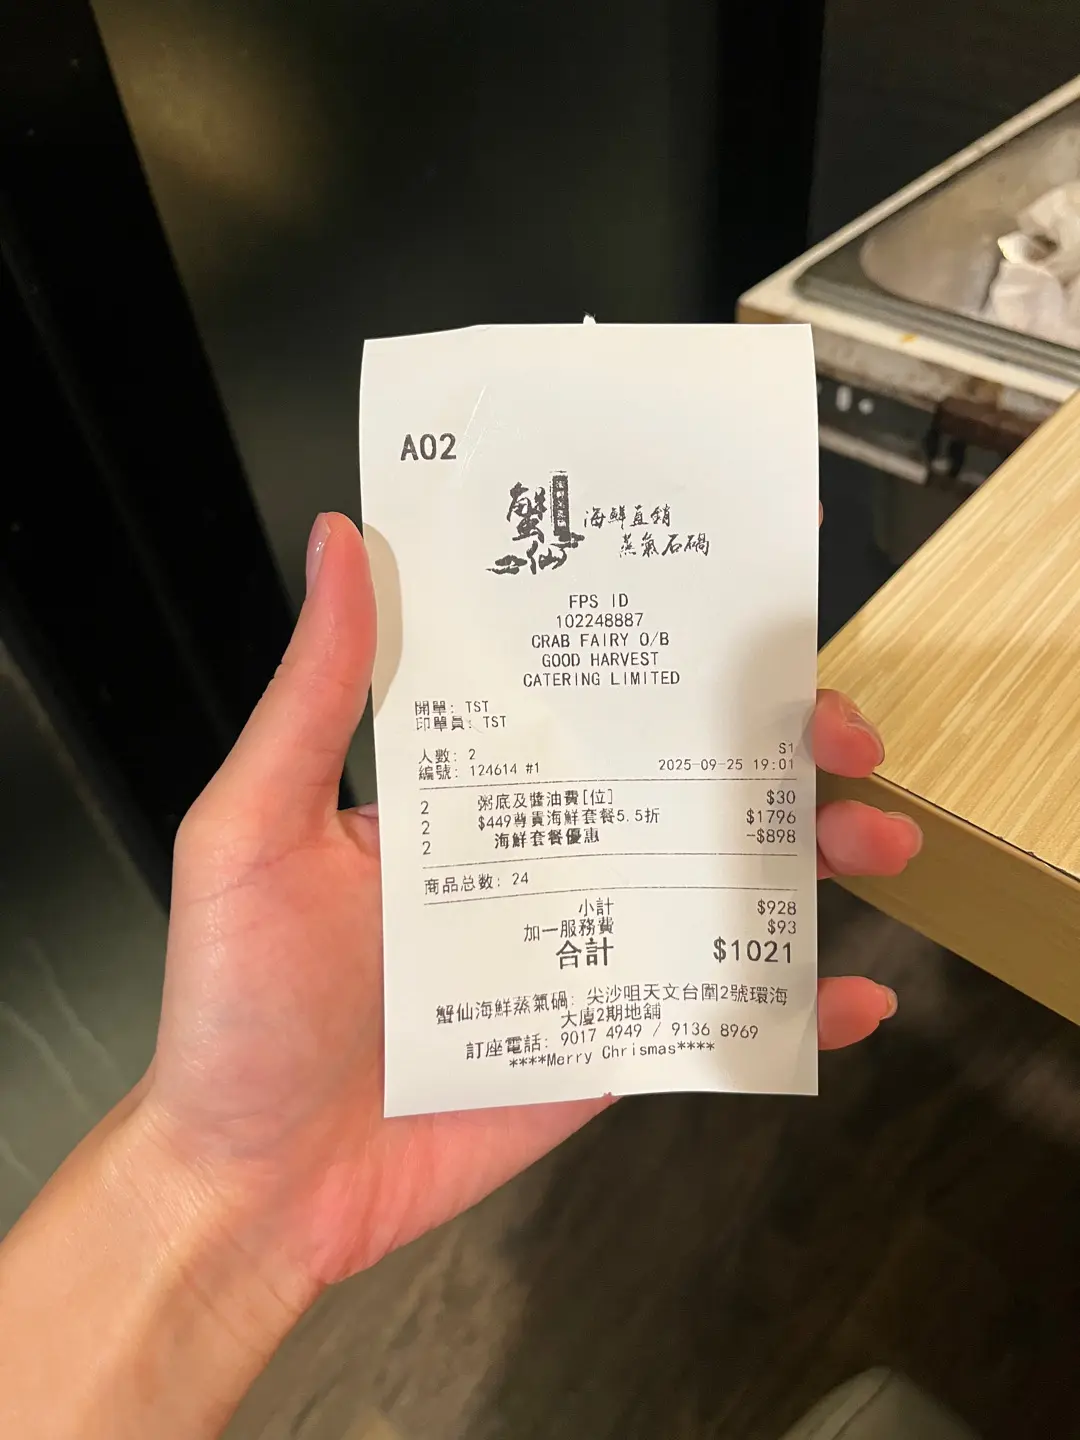 A02
蟹仙
海鮮直銷
蒸氣石鍋
FPS ID
102248887
CRAB FAIRY O/B
GOOD HARVEST
CATERING LIMITED
開單: TST
印單員: TST
人數: 2 S1
編號: 124614 #1 2025-09-25 19:01
2 粥底及醬油費[位] $30
2 $449尊貴海鮮套餐5.5折 $1796
2 海鮮套餐優惠 -$898
商品总数: 24
小計 $928
加一服務費 $93
合計 $1021
蟹仙海鮮蒸氣鍋: 尖沙咀天文台圍2號環海
大廈2期地舖
訂座電話: 9017 4949 / 9136 8969
****Merry Chrismas****